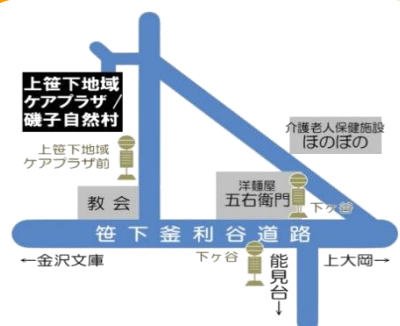 上笹下地域
ケアプラザ/
磯子自然村
上笹下地域
ケアプラザ前
介護老人保健施設
ほのぼの
洋麺屋
五右衛門
教会
下ヶ谷
笹下釜利谷道路
←金沢文庫
下ヶ谷
能見台→
上大岡→